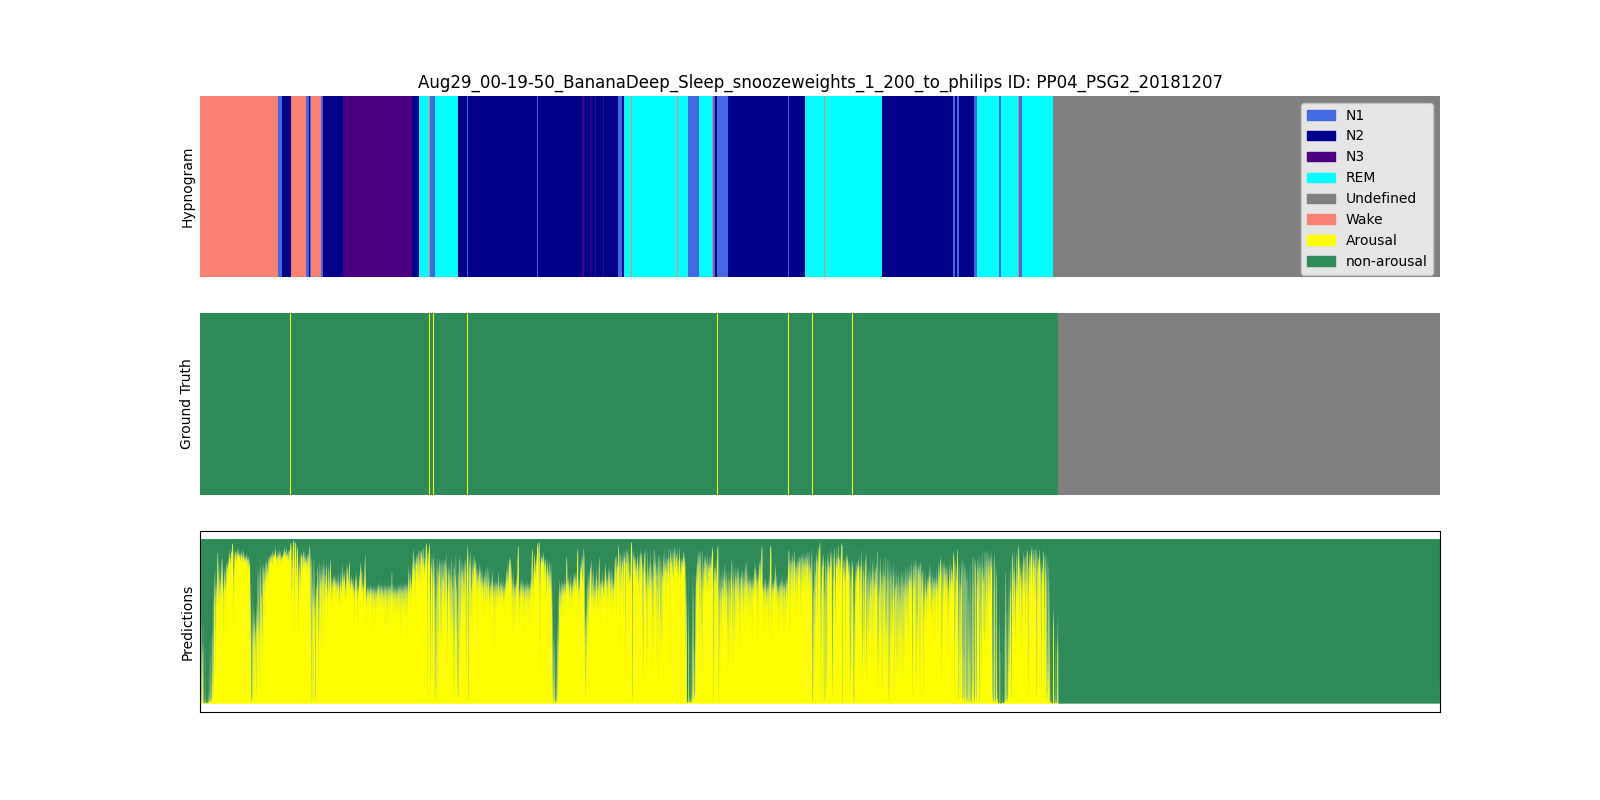 Aug29_00-19-50_BananaDeep_Sleep_snoozeweights_1_200_to_philips ID: PP04_PSG2_20181207
Hypnogram
N1
N2
N3
REM
Undefined
Wake
Arousal
non-arousal
Ground Truth
Predictions